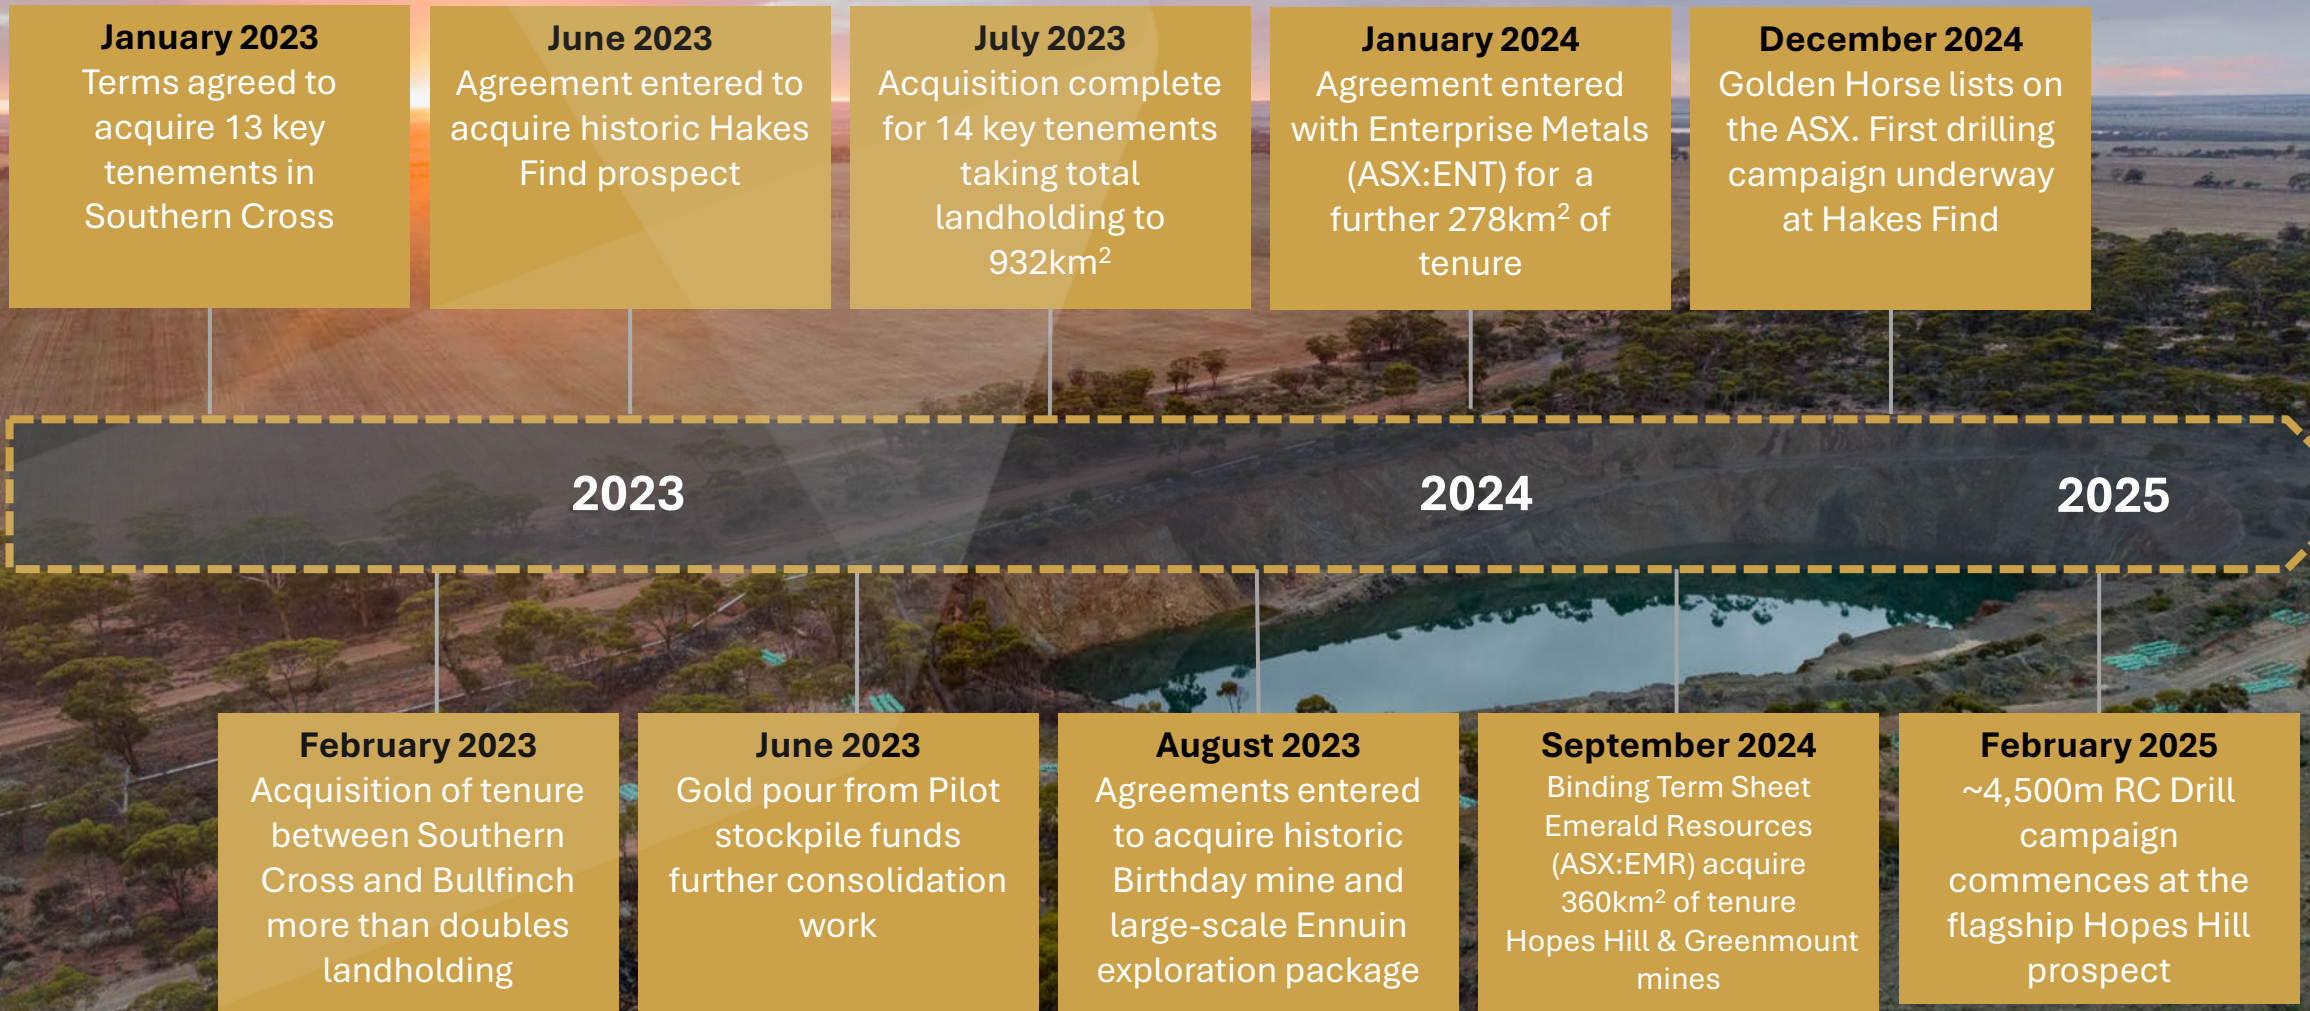 January 2023
Terms agreed to
acquire 13 key
tenements in
Southern Cross
June 2023
Agreement entered to
acquire historic Hakes
Find prospect
July 2023
Acquisition complete
for 14 key tenements
taking total
landholding to
932km²
January 2024
Agreement entered
with Enterprise Metals
(ASX:ENT) for a
further 278km² of
tenure
December 2024
Golden Horse lists on
the ASX. First drilling
campaign underway
at Hakes Find
2023
2024
2025
February 2023
Acquisition of tenure
between Southern
Cross and Bullfinch
more than doubles
landholding
June 2023
Gold pour from Pilot
stockpile funds
further consolidation
work
August 2023
Agreements entered
to acquire historic
Birthday mine and
large-scale Ennuin
exploration package
September 2024
Binding Term Sheet
Emerald Resources
(ASX:EMR) acquire
360km² of tenure
Hopes Hill & Greenmount
mines
February 2025
~4,500m RC Drill
campaign
commences at the
flagship Hopes Hill
prospect